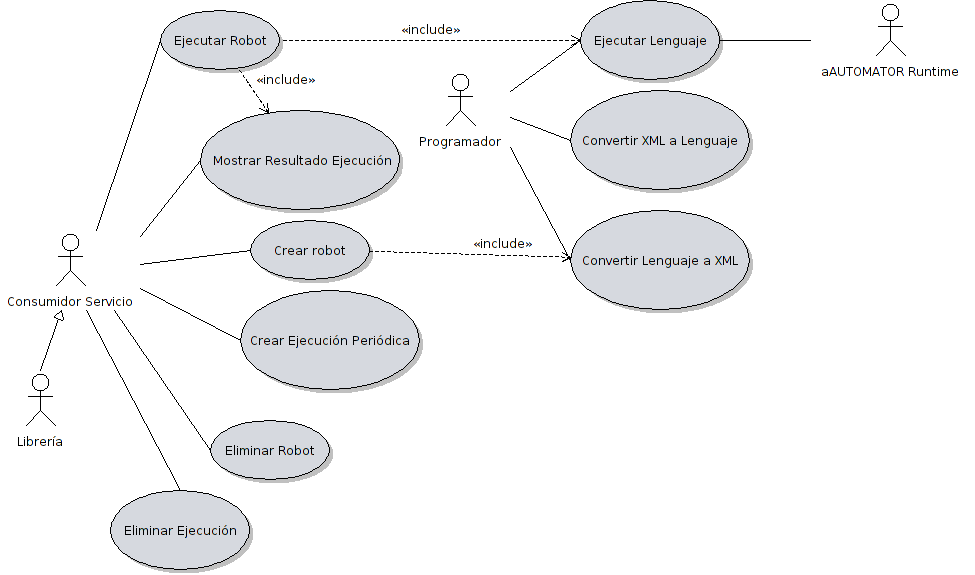 Ejecutar Robot
«include»
Ejecutar Lenguaje
aAUTOMATOR Runtime
«include»
Programador
Convertir XML a Lenguaje
Mostrar Resultado Ejecución
Crear robot
«include»
Convertir Lenguaje a XML
Consumidor Servicio
Crear Ejecución Periódica
Librería
Eliminar Robot
Eliminar Ejecución